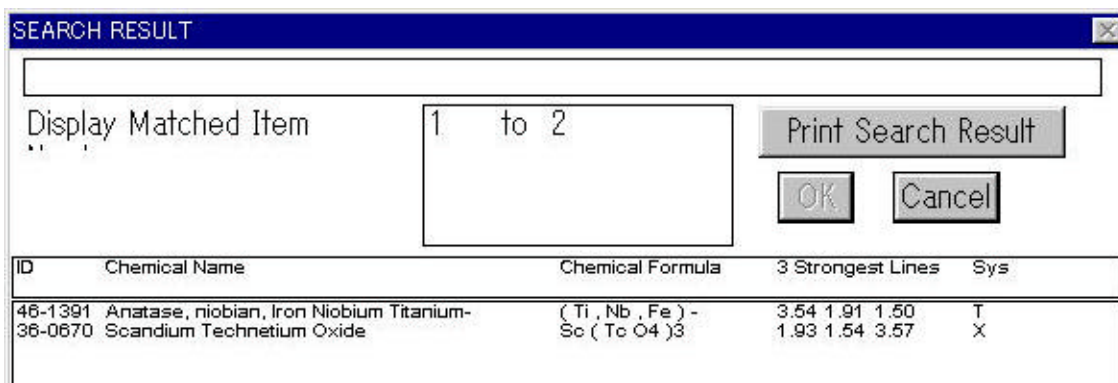 SEARCH RESULT
Display Matched Item
1 to 2
Print Search Result
OK
Cancel
ID Chemical Name Chemical Formula 3 Strongest Lines Sys
46-1391 Anatase, niobian, Iron Niobium Titanium- ( Ti , Nb , Fe ) - 3.54 1.91 1.50 T
36-0670 Scandium Technetium Oxide Sc ( Tc O4 )3 1.93 1.54 3.57 X